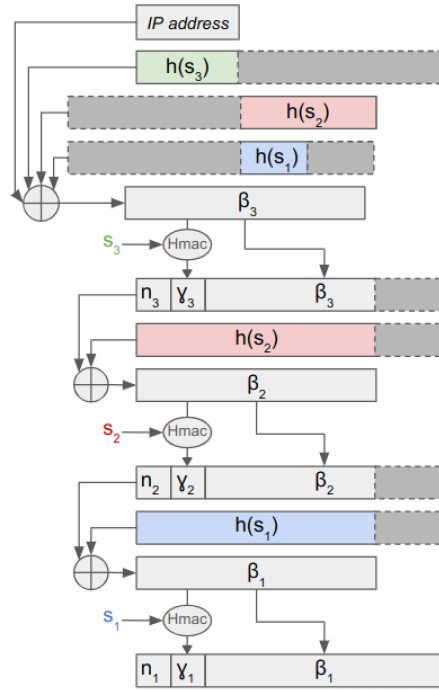 IP address
h(s₃)
h(s₂)
h(s₁)
β₃
s₃ Hmac
n₃ γ₃ β₃
h(s₂)
β₂
s₂ Hmac
n₂ γ₂ β₂
h(s₁)
β₁
s₁ Hmac
n₁ γ₁ β₁